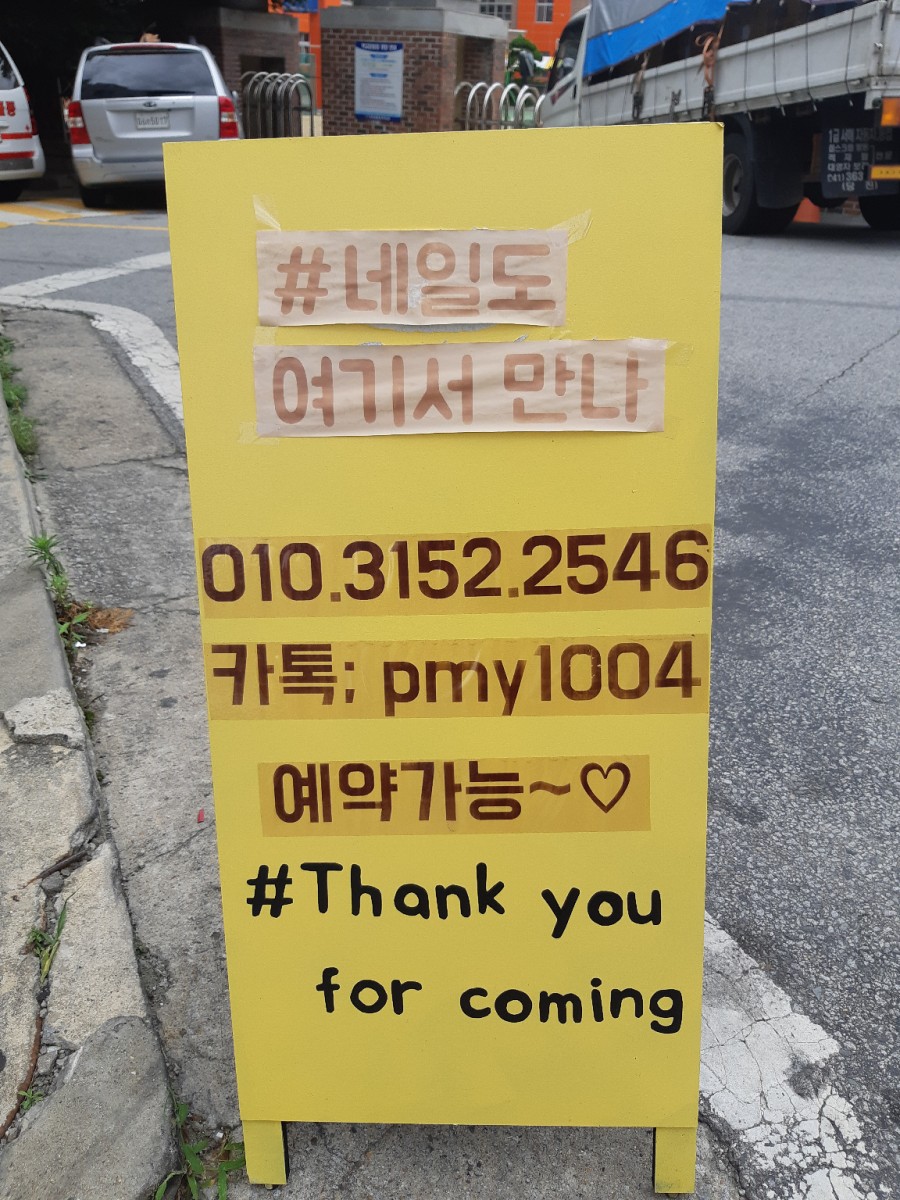 #네일도
여기서 만나
010.3152.2546
카톡; pmy1004
예약가능~♡
#Thank you
for coming